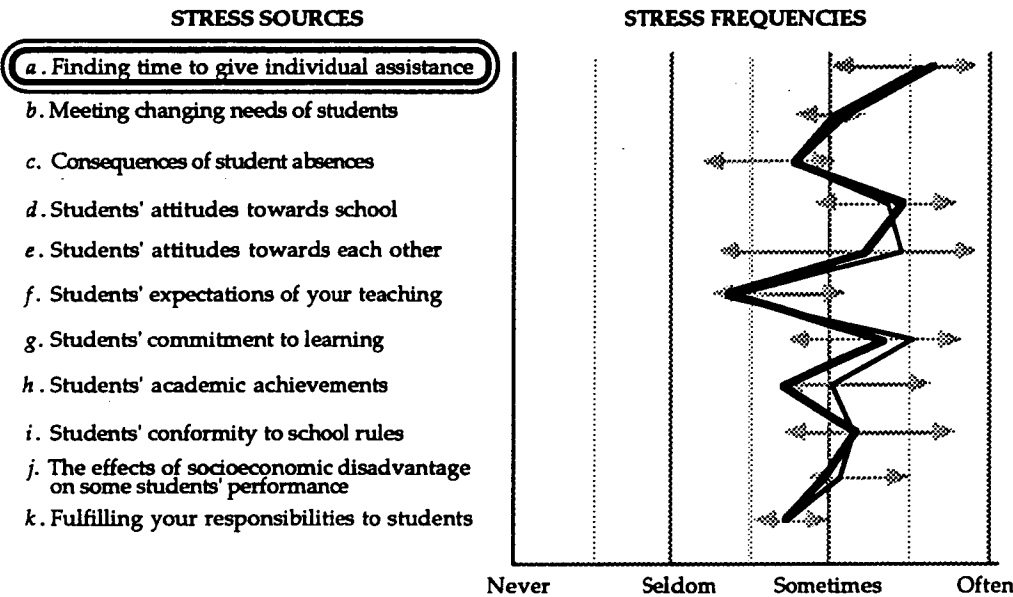 STRESS SOURCES
STRESS FREQUENCIES
a. Finding time to give individual assistance
b. Meeting changing needs of students
c. Consequences of student absences
d. Students' attitudes towards school
e. Students' attitudes towards each other
f. Students' expectations of your teaching
g. Students' commitment to learning
h. Students' academic achievements
i. Students' conformity to school rules
j. The effects of socioeconomic disadvantage
on some students' performance
k. Fulfilling your responsibilities to students
Never Seldom Sometimes Often